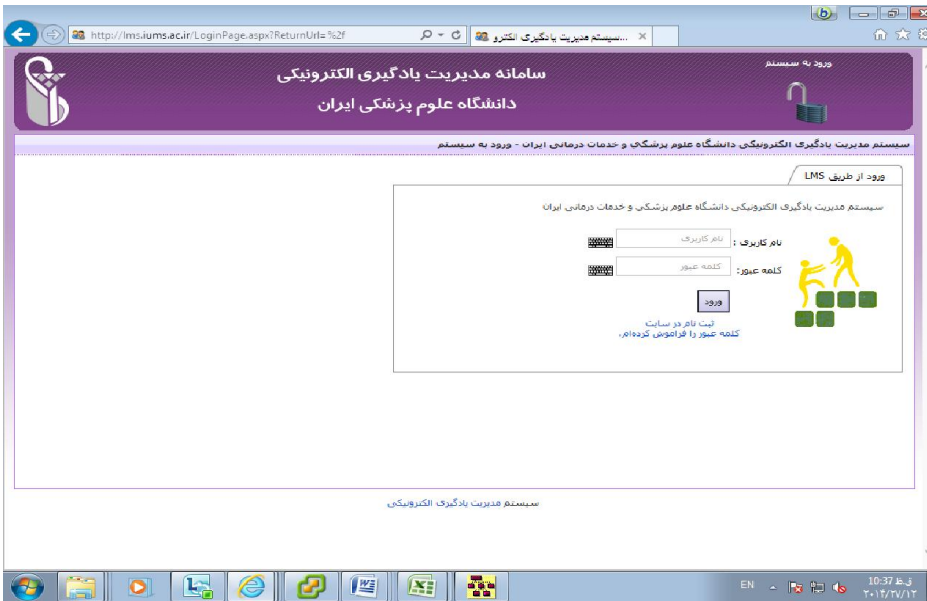 http://lms.iums.ac.ir/LoginPage.aspx?ReturnUrl=%2f
سیستم مدیریت یادگیری الکترو...
ورود به سیستم
سامانه مدیریت یادگیری الکترونیکی
دانشگاه علوم پزشکی ایران
سیستم مدیریت یادگیری الکترونیکی دانشگاه علوم پزشکی و خدمات درمانی ایران - ورود به سیستم
ورود از طریق LMS
سیستم مدیریت یادگیری الکترونیکی دانشگاه علوم پزشکی و خدمات درمانی ایران
نام کاربری : نام کاربری
کلمه عبور: کلمه عبور
ورود
ثبت نام در سایت
کلمه عبور را فراموش کرده‌ام.
سیستم مدیریت یادگیری الکترونیکی
EN
10:37 ق.ظ
۲۰۱۴/۲۷/۱۲